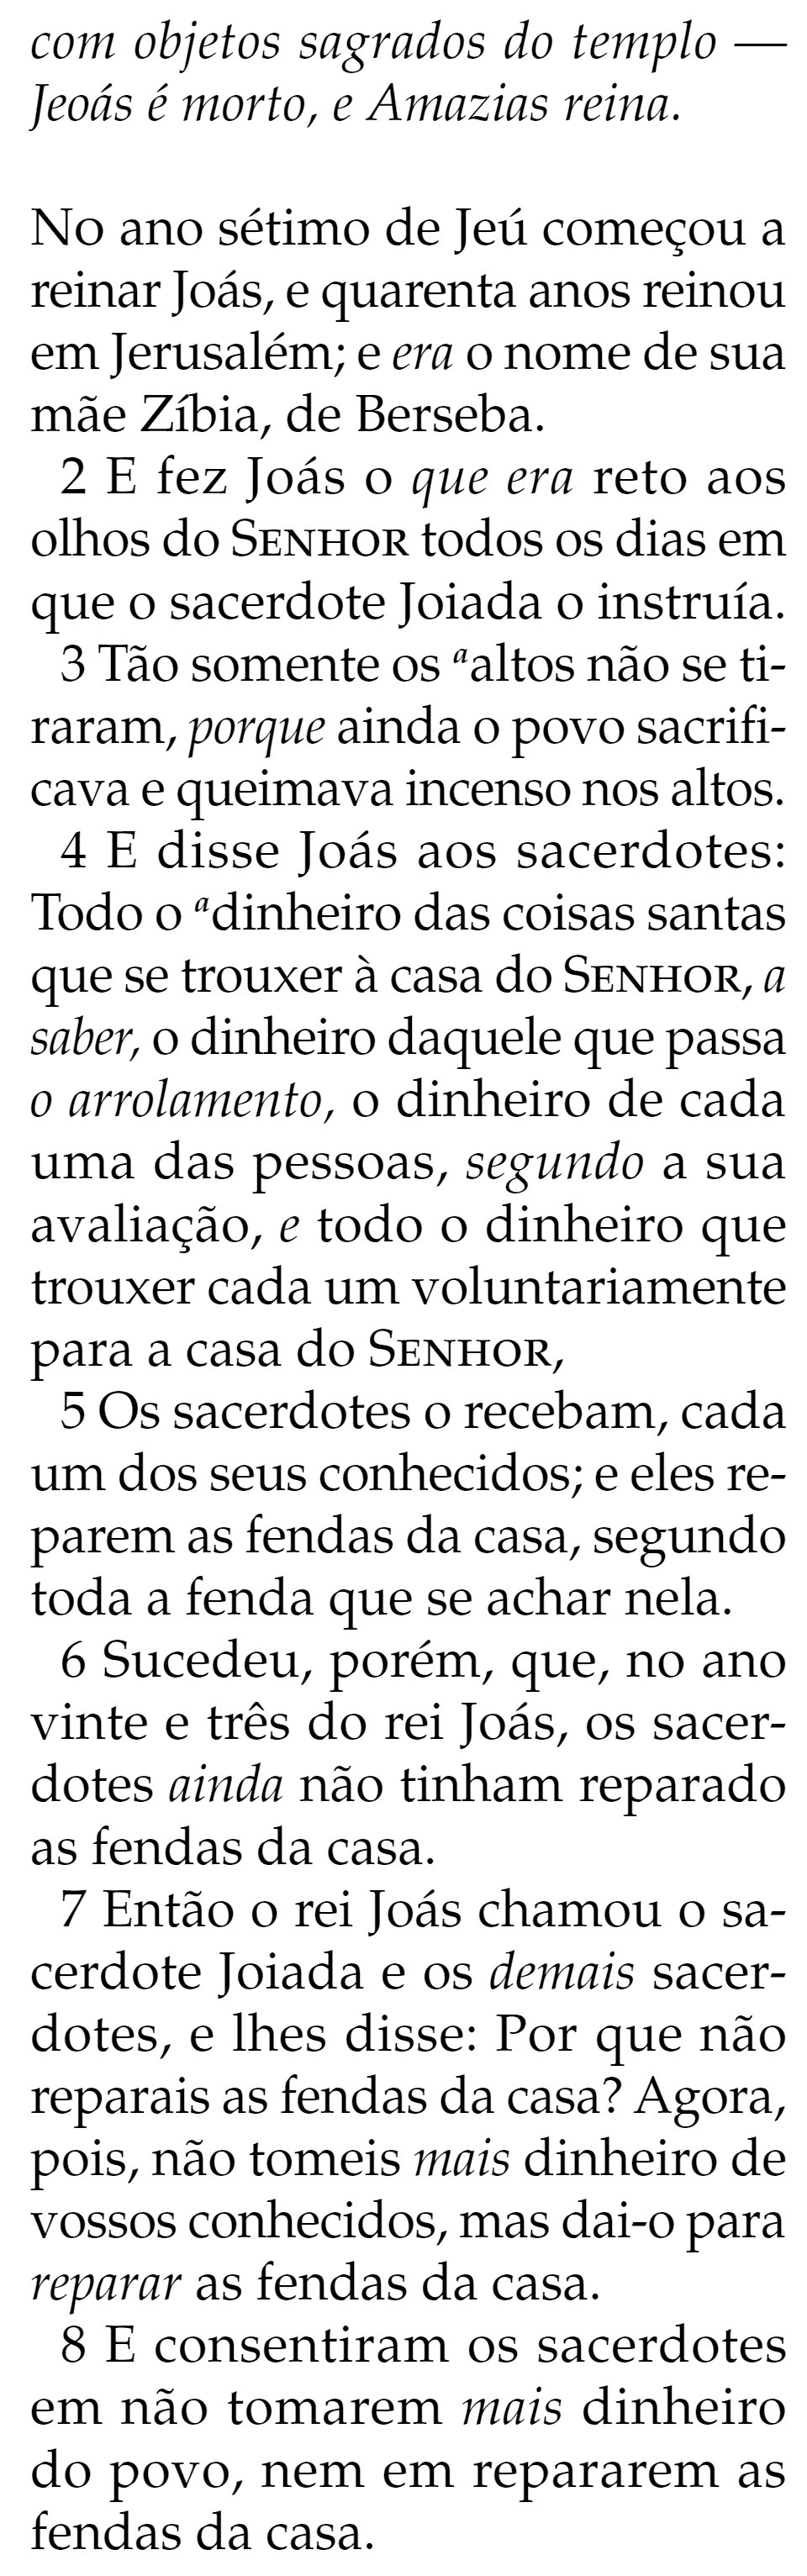 com objetos sagrados do templo —
Jeoás é morto, e Amazias reina.
No ano sétimo de Jeú começou a
reinar Joás, e quarenta anos reinou
em Jerusalém; e era o nome de sua
mãe Zíbia, de Berseba.
2 E fez Joás o que era reto aos
olhos do SENHOR todos os dias em
que o sacerdote Joiada o instruía.
3 Tão somente os ᵃaltos não se ti-
raram, porque ainda o povo sacrifi-
cava e queimava incenso nos altos.
4 E disse Joás aos sacerdotes:
Todo o ᵃdinheiro das coisas santas
que se trouxer à casa do SENHOR, a
saber, o dinheiro daquele que passa
o arrolamento, o dinheiro de cada
uma das pessoas, segundo a sua
avaliação, e todo o dinheiro que
trouxer cada um voluntariamente
para a casa do SENHOR,
5 Os sacerdotes o recebam, cada
um dos seus conhecidos; e eles re-
parem as fendas da casa, segundo
toda a fenda que se achar nela.
6 Sucedeu, porém, que, no ano
vinte e três do rei Joás, os sacer-
dotes ainda não tinham reparado
as fendas da casa.
7 Então o rei Joás chamou o sa-
cerdote Joiada e os demais sacer-
dotes, e lhes disse: Por que não
reparais as fendas da casa? Agora,
pois, não tomeis mais dinheiro de
vossos conhecidos, mas dai-o para
reparar as fendas da casa.
8 E consentiram os sacerdotes
em não tomarem mais dinheiro
do povo, nem em repararem as
fendas da casa.